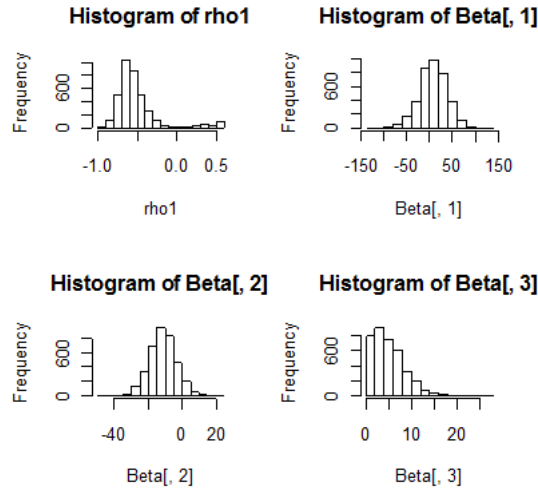 Histogram of rho1
Frequency
600
0
-1.0 0.0 0.5
rho1
Histogram of Beta[, 1]
Frequency
600
0
-150 -50 50 150
Beta[, 1]
Histogram of Beta[, 2]
Frequency
600
0
-40 0 20
Beta[, 2]
Histogram of Beta[, 3]
Frequency
600
0
0 10 20
Beta[, 3]